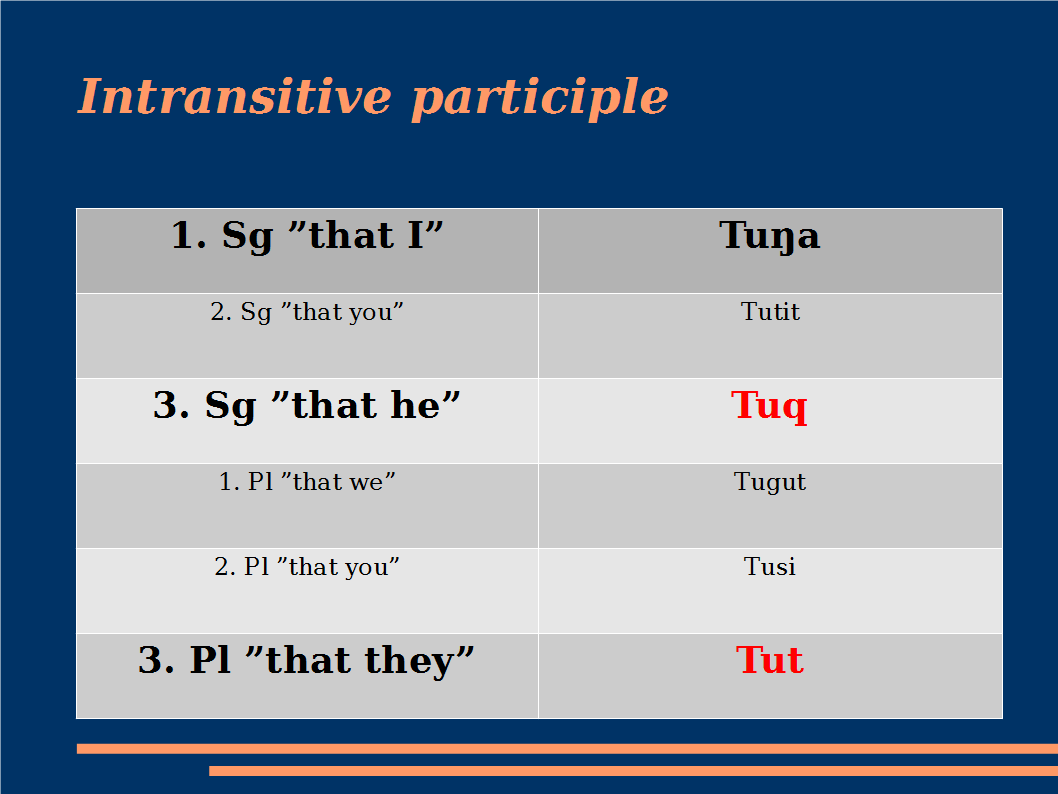 Intransitive participle
1. Sg ”that I” Tuŋa
2. Sg ”that you” Tutit
3. Sg ”that he” Tuq
1. Pl ”that we” Tugut
2. Pl ”that you” Tusi
3. Pl ”that they” Tut